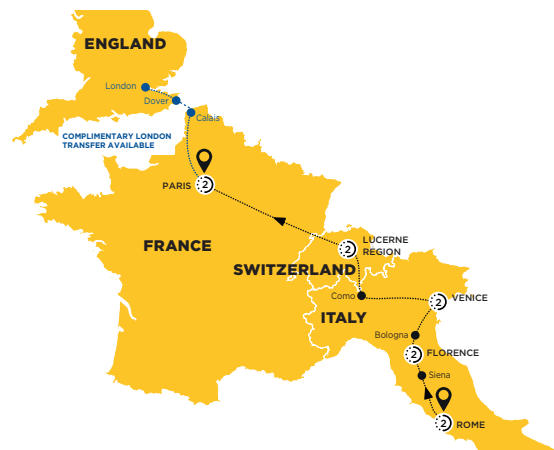 ENGLAND
London
Dover
Calais
COMPLIMENTARY LONDON
TRANSFER AVAILABLE
PARIS
2
FRANCE
2
LUCERNE
REGION
SWITZERLAND
Como
2
VENICE
ITALY
Bologna
2
FLORENCE
Siena
2
ROME